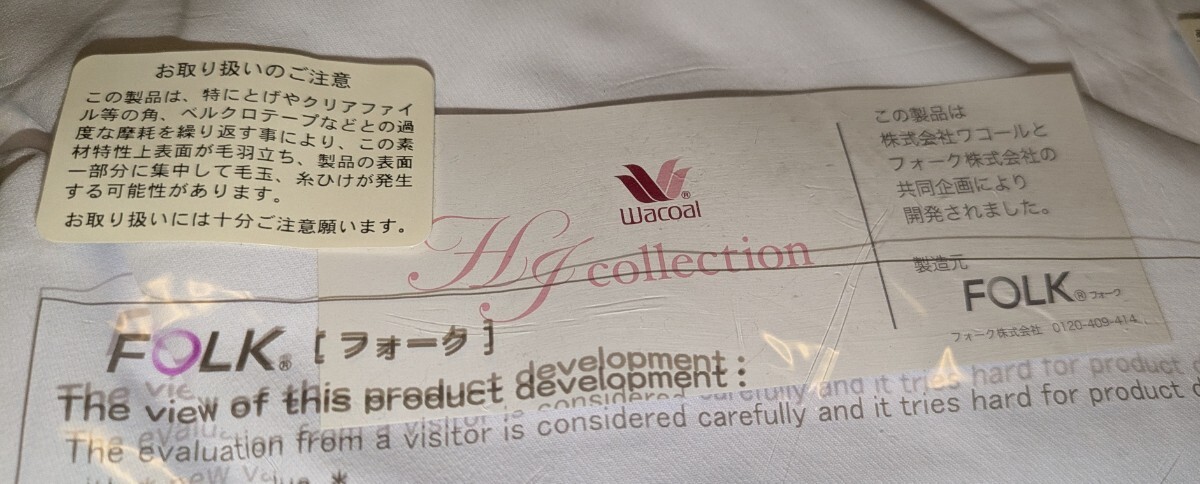 お取り扱いのご注意
この製品は、特にとげやクリアファイ
ル等の角、ベルクロテープなどとの過
度な摩耗を繰り返す事により、この素
材特性上表面が毛羽立ち、製品の表面
一部分に集中して毛玉、糸ひけが発生
する可能性があります。
お取り扱いには十分ご注意願います。
Wacoal®
HJ collection
この製品は
株式会社ワコールと
フォーク株式会社の
共同企画により
開発されました。
製造元
FOLK® フォーク
フォーク株式会社 0120-409-414
FOLK® [フォーク]
The view of this product development:
The evaluation from a visitor is considered carefully and it tries hard for product